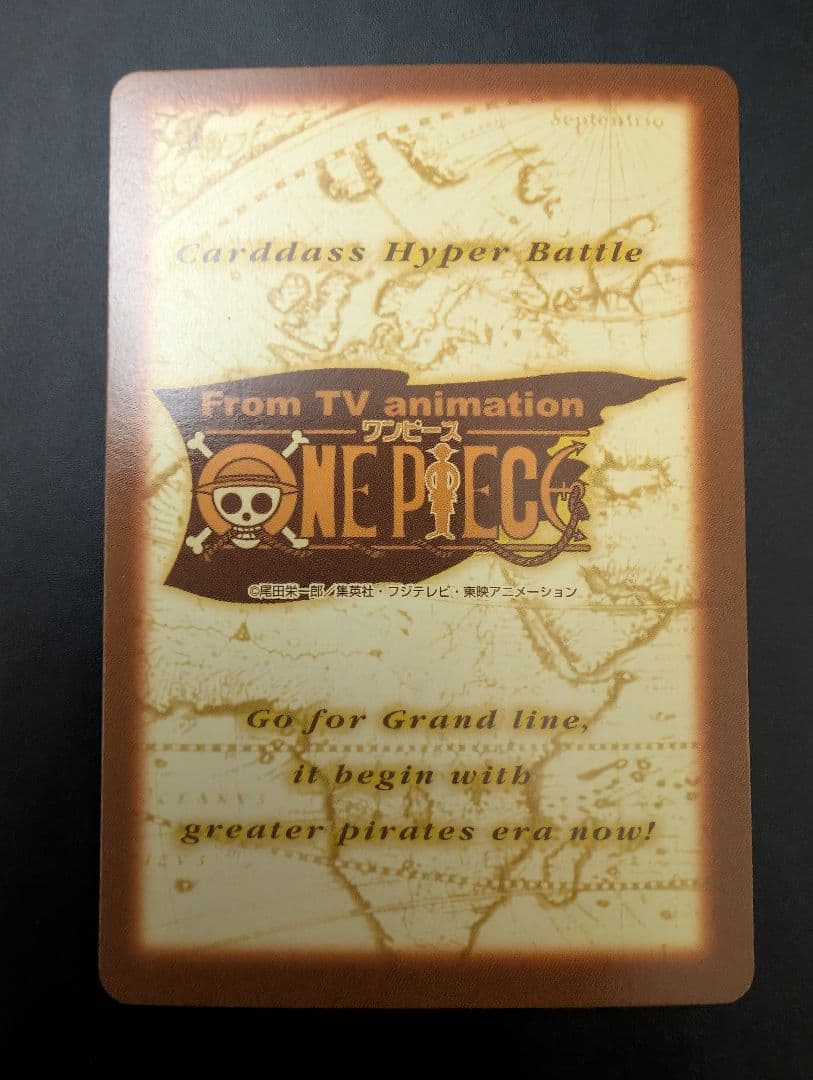 Septentrio
Carddass Hyper Battle
From TV animation
ワンピース
ONE PIECE
©尾田栄一郎／集英社・フジテレビ・東映アニメーション
Go for Grand line,
it begin with
greater pirates era now!